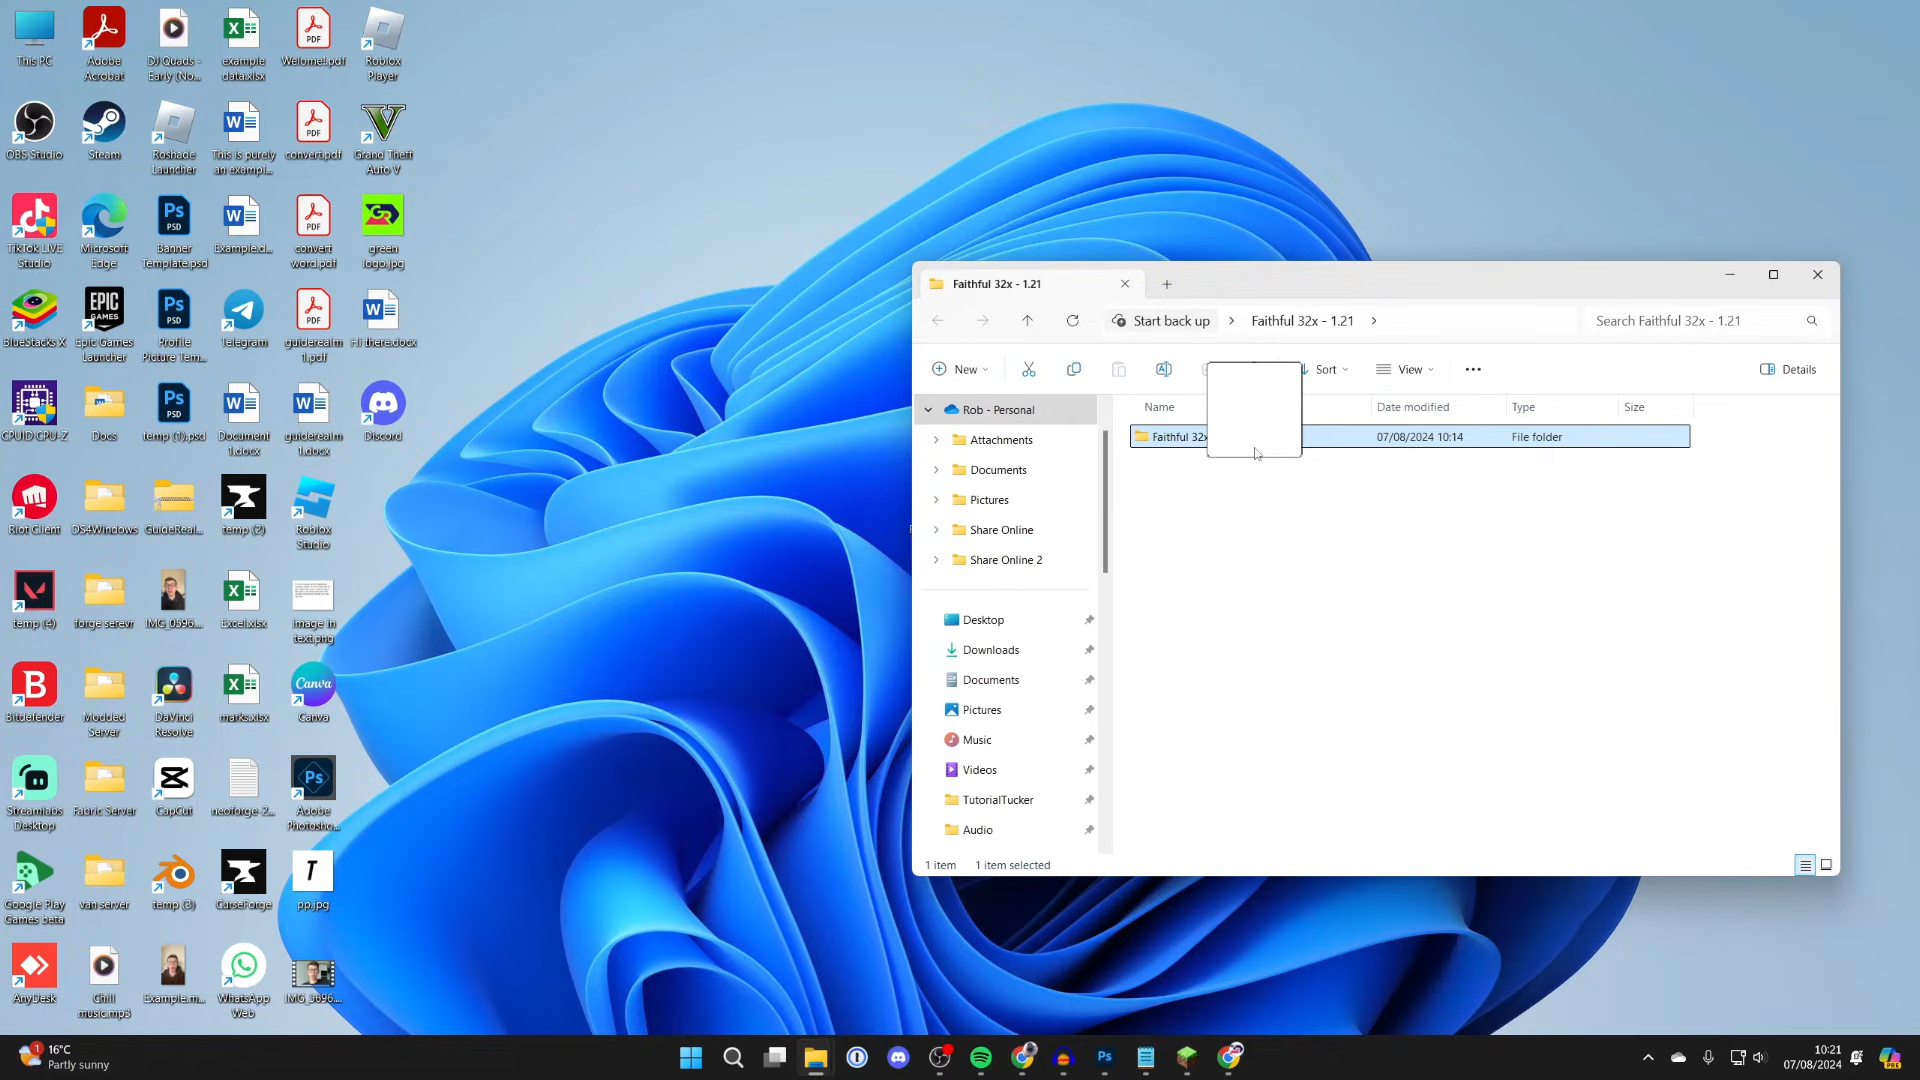 This PC
Adobe
Acrobat
DJ Quads -
Early (No...
example
data.xlsx
Welome!.pdf
Roblox
Player
OBS Studio
Steam
Roshade
Launcher
This is purely
an exampl...
convert.pdf
Grand Theft
Auto V
TikTok LIVE
Studio
Microsoft
Edge
Banner
Template.psd
Example.d...
convert
word.pdf
green
logo.jpg
BlueStacks X
Epic Games
Launcher
Profile
Picture Tem...
Telegram
guiderealm
1.pdf
Hi there.docx
CPUID CPU-Z
Docs
temp (1).psd
Document
1.docx
guiderealm
1.docx
Discord
Riot Client
DS4Windows
GuideReal...
temp (2)
Roblox
Studio
temp (4)
forge serevr
IMG_0596....
Excel.xlsx
image in
text.png
Bitdefender
Modded
Server
DaVinci
Resolve
marks.xlsx
Canva
Streamlabs
Desktop
Fabric Server
CapCut
neoforge-2...
Adobe
Photosho...
Google Play
Games beta
van server
temp (3)
CurseForge
pp.jpg
AnyDesk
Chill
music.mp3
Example.m...
WhatsApp
Web
IMG_3696....
Faithful 32x - 1.21
Start back up
Faithful 32x - 1.21
Search Faithful 32x - 1.21
New
Sort
View
Details
Name
Date modified
Type
Size
Faithful 32x
07/08/2024 10:14
File folder
Rob - Personal
Attachments
Documents
Pictures
Share Online
Share Online 2
Desktop
Downloads
Documents
Pictures
Music
Videos
TutorialTucker
Audio
1 item
1 item selected
16°C
Partly sunny
10:21
07/08/2024